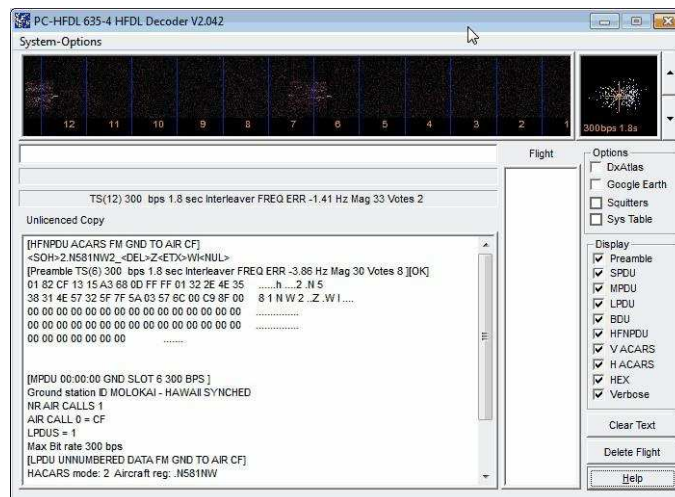 PC-HFDL 635-4 HFDL Decoder V2.042
System-Options
12 11 10 9 8 7 6 5 4 3 2 1
300bps 1.8s
Flight
TS(12) 300 bps 1.8 sec Interleaver FREQ ERR -1.41 Hz Mag 33 Votes 2
Unlicenced Copy
[HFNPDU ACARS FM GND TO AIR CF]
<SOH>2.N581NW2_<DEL>Z<ETX>WI<NUL>
[Preamble TS(6) 300 bps 1.8 sec Interleaver FREQ ERR -3.86 Hz Mag 30 Votes 8 ][OK]
01 82 CF 13 15 A3 68 0D FF FF 01 32 2E 4E 35 ......h ....2 .N 5
38 31 4E 57 32 5F 7F 5A 03 57 6C 00 C9 8F 00 8 1 N W 2 ..Z .W l ....
00 00 00 00 00 00 00 00 00 00 00 00 00 00 00 ...............
00 00 00 00 00 00 00 00 00 00 00 00 00 00 00 ...............
00 00 00 00 00 00 00 .......
[MPDU 00:00:00 GND SLOT 6 300 BPS ]
Ground station ID MOLOKAI - HAWAII SYNCHED
NR AIR CALLS 1
AIR CALL 0 = CF
LPDUS = 1
Max Bit rate 300 bps
[LPDU UNNUMBERED DATA FM GND TO AIR CF]
HACARS mode: 2 Aircraft reg: .N581NW
Options
DxAtlas
Google Earth
Squitters
Sys Table
Display
Preamble
SPDU
MPDU
LPDU
BDU
HFNPDU
V ACARS
H ACARS
HEX
Verbose
Clear Text
Delete Flight
Help